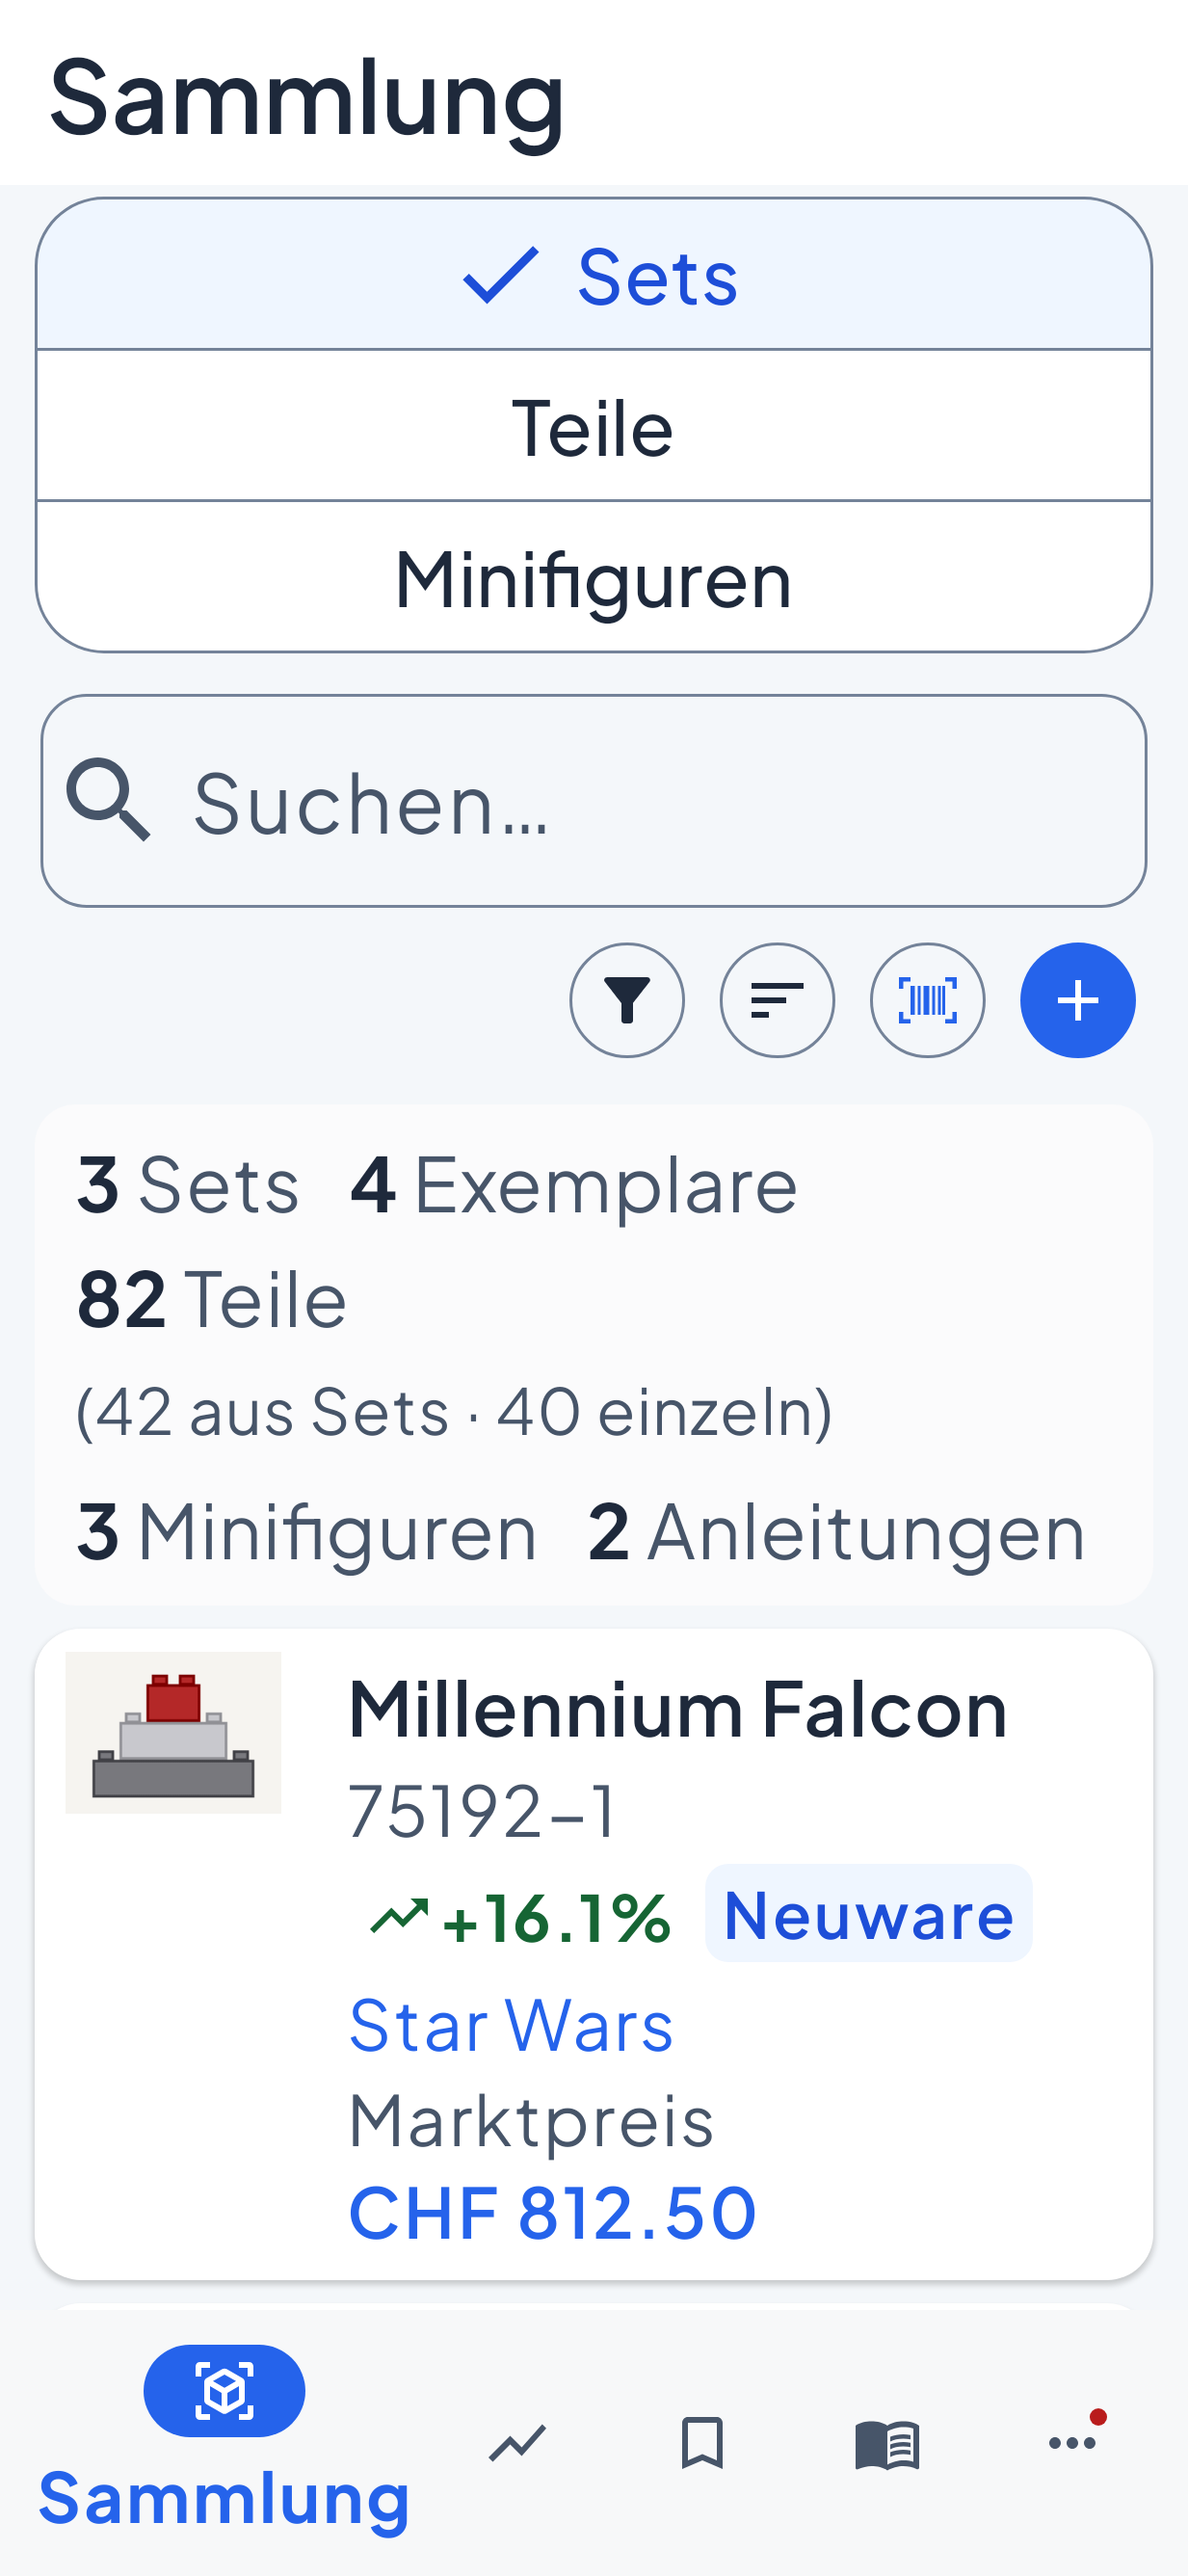 Sammlung
Sets
Teile
Minifiguren
Suchen…
3 Sets 4 Exemplare
82 Teile
(42 aus Sets · 40 einzeln)
3 Minifiguren 2 Anleitungen
Millennium Falcon
75192-1
+16.1% Neuware
Star Wars
Marktpreis
CHF 812.50
Sammlung